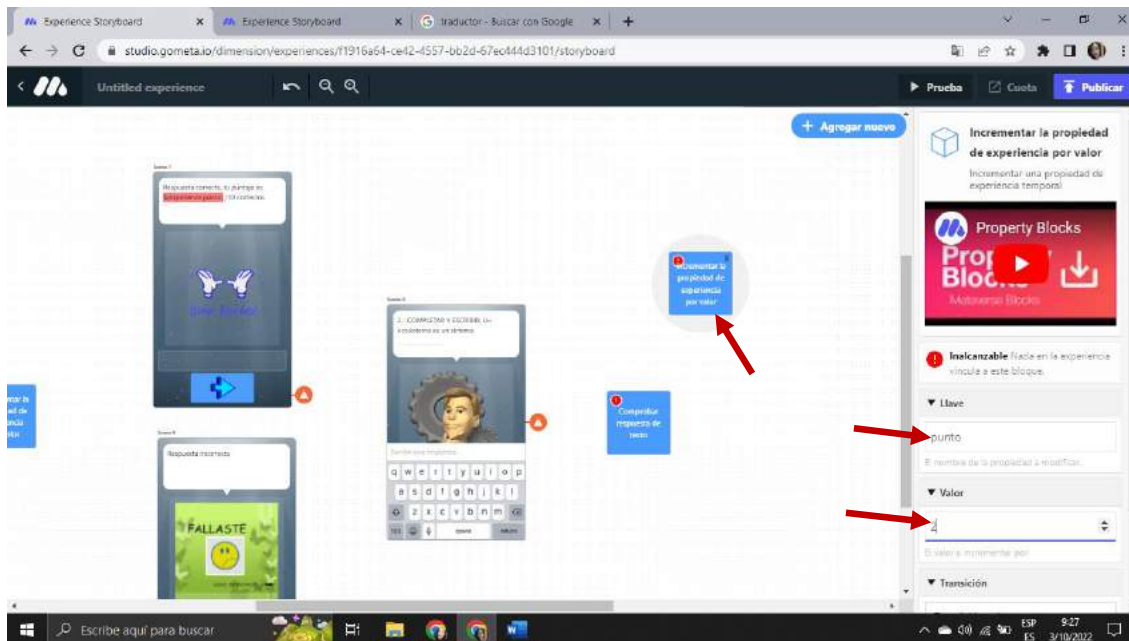 Experience Storyboard
Experience Storyboard
traductor - Buscar con Google
studio.gometa.io/dimension/experiences/f1916a64-ce42-4557-bb2d-67ec444d3101/storyboard
Untitled experience
Prueba
Cuota
Publicar
+ Agregar nuevo
Respuesta correcta, tu puntaje es
Respuesta incorrecta
FALLASTE
2.- COMPLETAR Y ESCRIBIR: Un
ecosistema es un sistema
q w e r t y u i o p
a s d f g h j k l
z x c v b n m
Incrementar la
propiedad de
experiencia
por valor
Comprobar
respuesta de
texto
Incrementar la propiedad
de experiencia por valor
Incrementar una propiedad de
experiencia temporal
Property Blocks
Property
Blocks
Metaverse Blocks
Inalcanzable Nada en la experiencia
vincula a este bloque.
Llave
punto
El nombre de la propiedad a modificar.
Valor
El valor a incrementar por
Transición
Escribe aquí para buscar
ESP
ES
9:27
3/10/2022